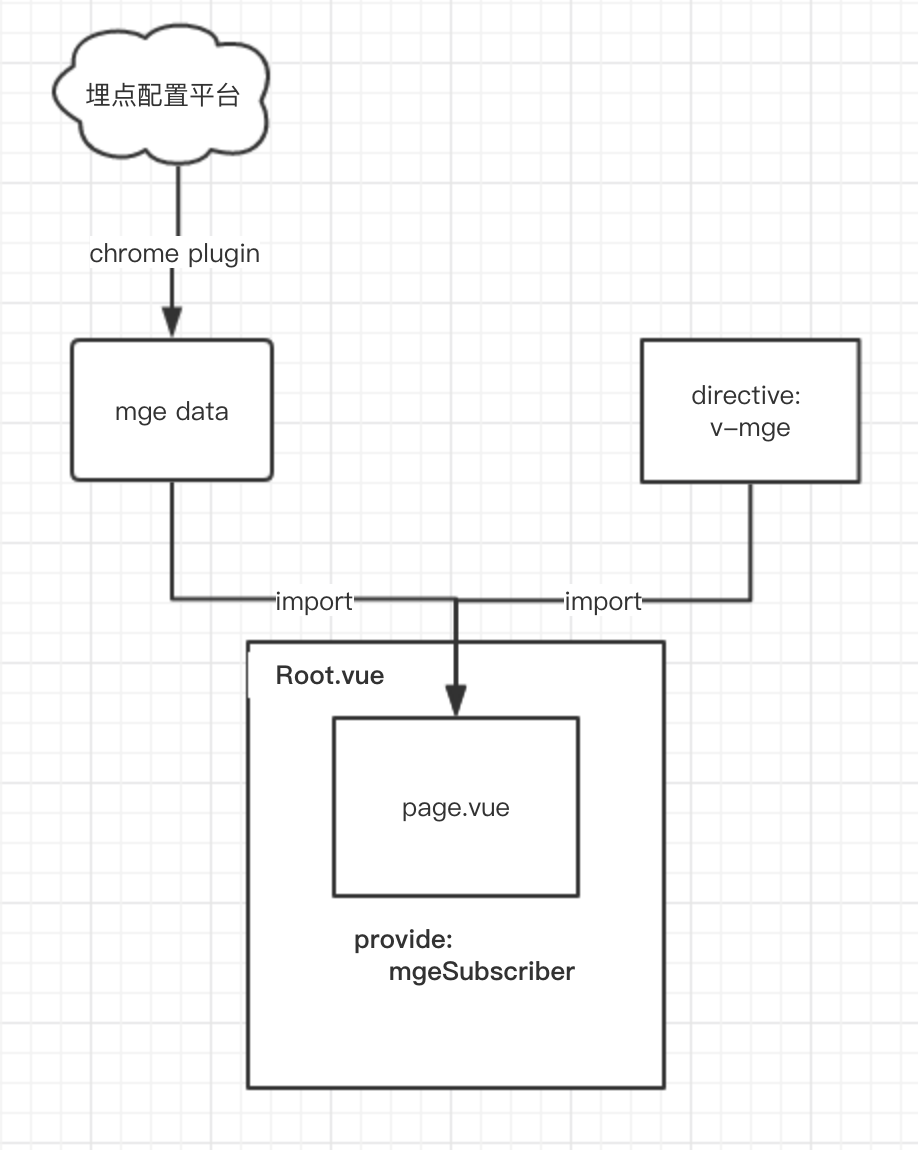 埋点配置平台
chrome plugin
mge data
directive:
v-mge
import
import
Root.vue
page.vue
provide:
mgeSubscriber